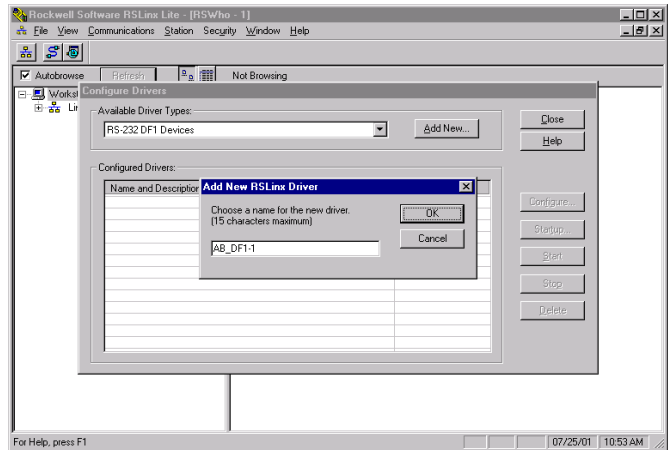 Rockwell Software RSLinx Lite - [RSWho - 1]
File View Communications Station Security Window Help
Autobrowse Refresh Not Browsing
Workst
Lin
Configure Drivers
Available Driver Types:
RS-232 DF1 Devices
Add New...
Close
Help
Configured Drivers:
Name and Description
Add New RSLinx Driver
Choose a name for the new driver.
(15 characters maximum)
AB_DF1-1
OK
Cancel
Configure...
Startup...
Start
Stop
Delete
For Help, press F1
07/25/01 10:53 AM